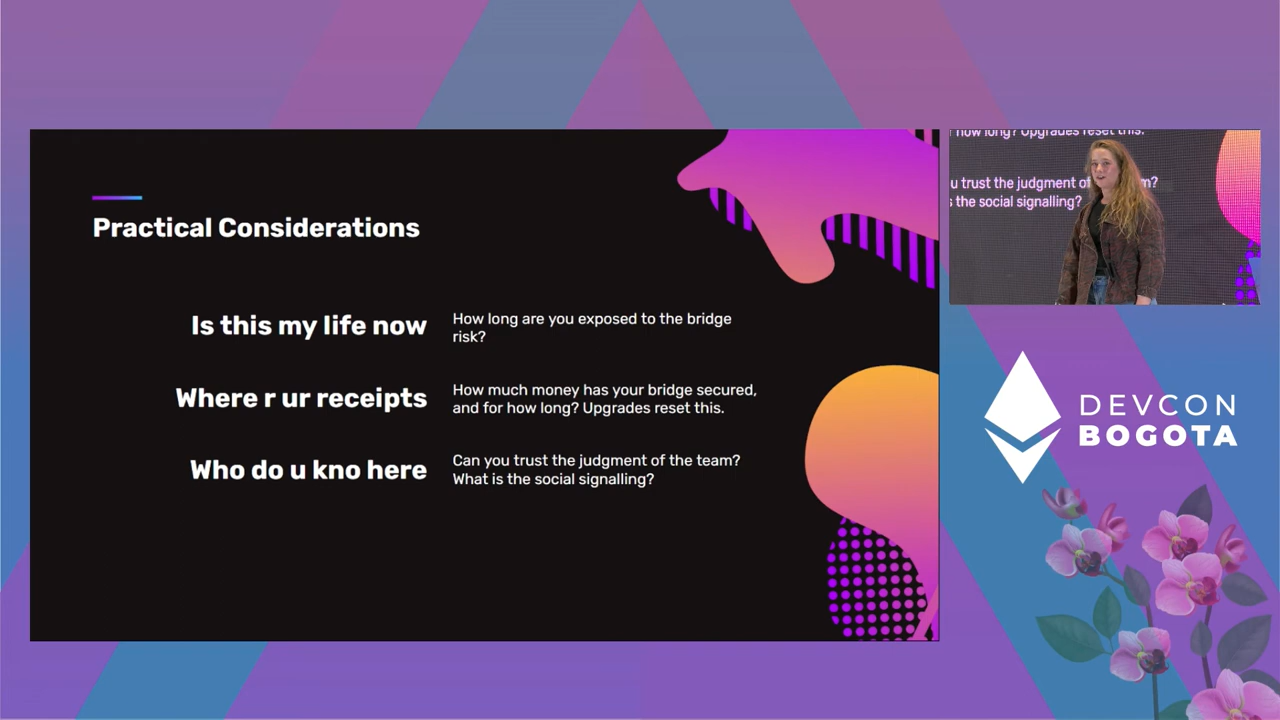 Practical Considerations
Is this my life now
How long are you exposed to the bridge
risk?
Where r ur receipts
How much money has your bridge secured,
and for how long? Upgrades reset this.
Who do u kno here
Can you trust the judgment of the team?
What is the social signalling?
how long? Upgrades reset this.
u trust the judgment of m?
s the social signalling?
DEVCON
BOGOTA